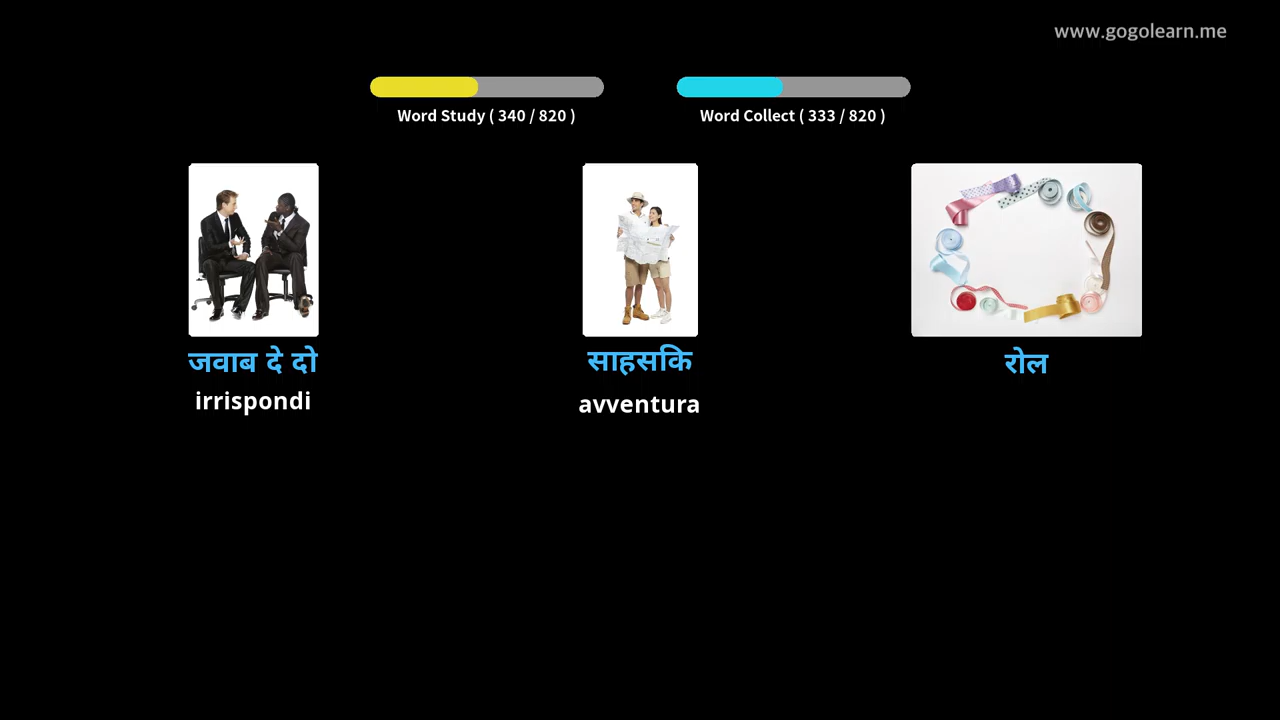 www.gogolearn.me
Word Study ( 340 / 820 )
Word Collect ( 333 / 820 )
जवाब दे दो
irrispondi
साहसकि
avventura
रोल